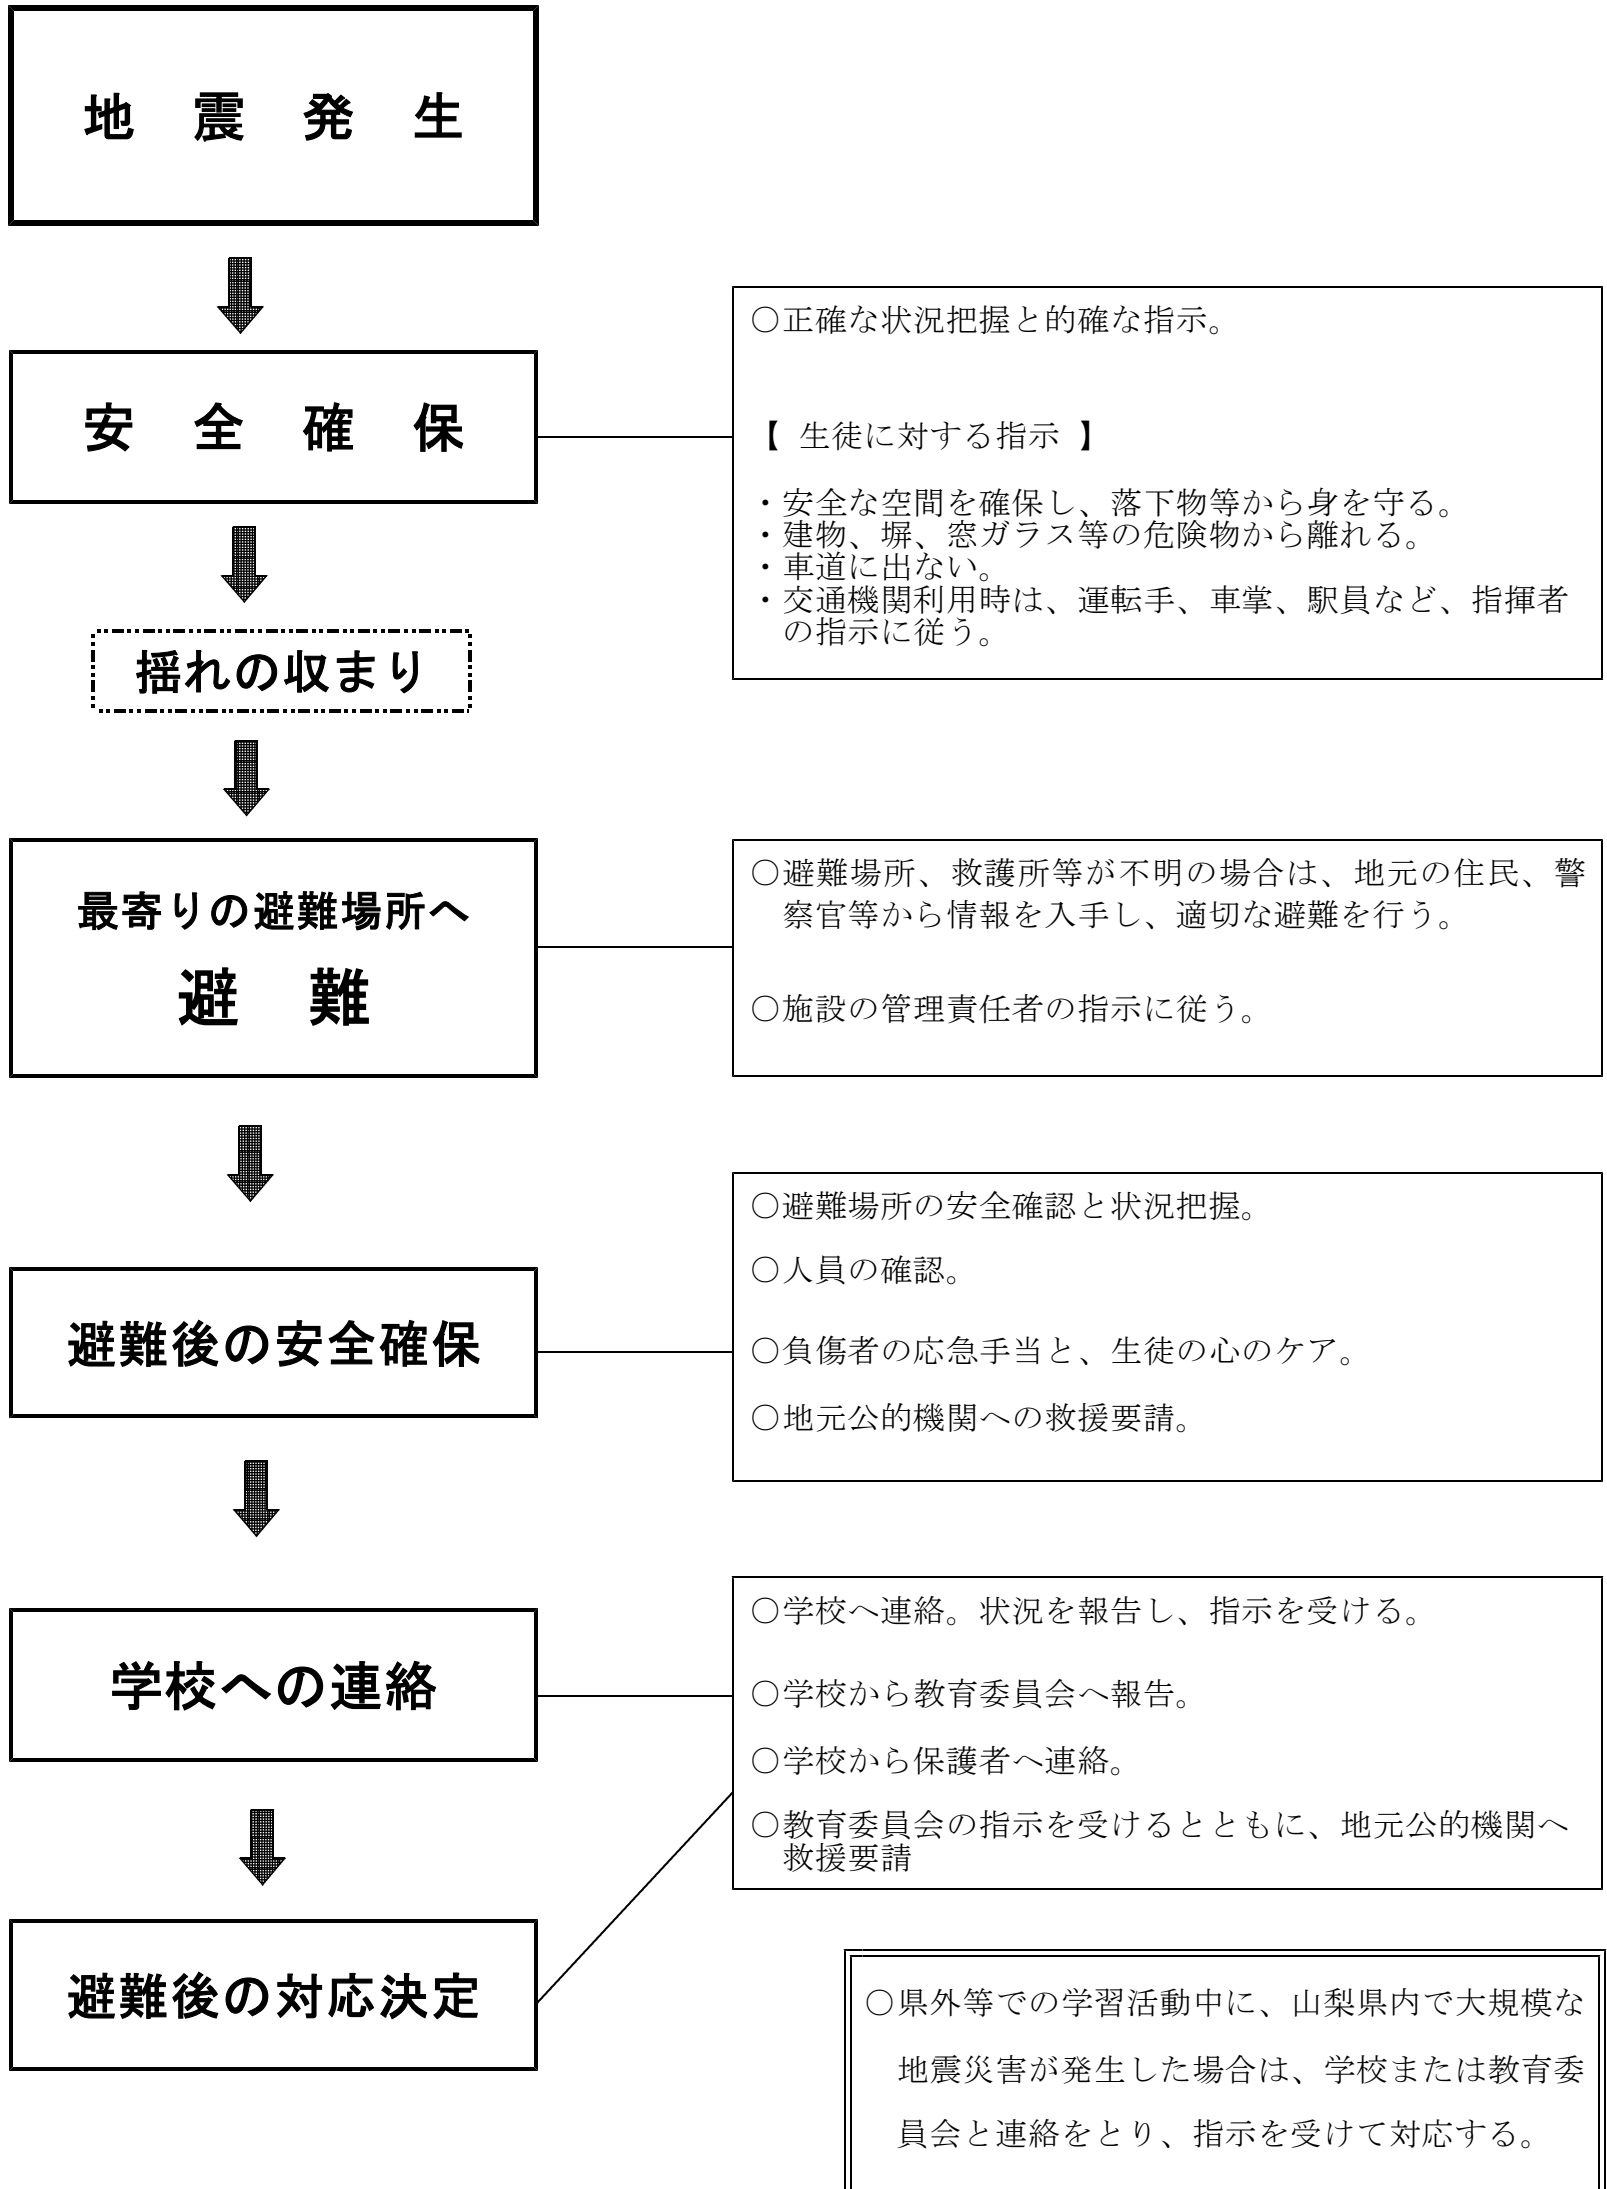 地　震　発　生
安　全　確　保
○正確な状況把握と的確な指示。
【 生徒に対する指示 】
・安全な空間を確保し、落下物等から身を守る。
・建物、塀、窓ガラス等の危険物から離れる。
・車道に出ない。
・交通機関利用時は、運転手、車掌、駅員など、指揮者
の指示に従う。
揺れの収まり
最寄りの避難場所へ
避　難
○避難場所、救護所等が不明の場合は、地元の住民、警
察官等から情報を入手し、適切な避難を行う。
○施設の管理責任者の指示に従う。
避難後の安全確保
○避難場所の安全確認と状況把握。
○人員の確認。
○負傷者の応急手当と、生徒の心のケア。
○地元公的機関への救援要請。
学校への連絡
○学校へ連絡。状況を報告し、指示を受ける。
○学校から教育委員会へ報告。
○学校から保護者へ連絡。
○教育委員会の指示を受けるとともに、地元公的機関へ
救援要請
避難後の対応決定
○県外等での学習活動中に、山梨県内で大規模な
地震災害が発生した場合は、学校または教育委
員会と連絡をとり、指示を受けて対応する。